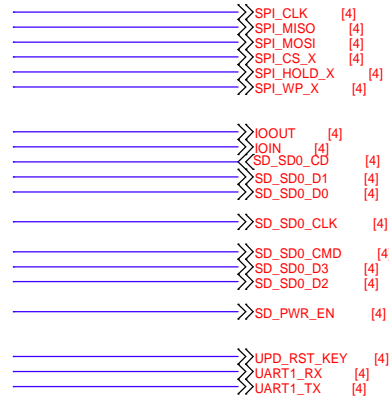 SPI_CLK [4]
SPI_MISO [4]
SPI_MOSI [4]
SPI_CS_X [4]
SPI_HOLD_X [4]
SPI_WP_X [4]
IOOUT [4]
IOIN [4]
SD_SD0_CD [4]
SD_SD0_D1 [4]
SD_SD0_D0 [4]
SD_SD0_CLK [4]
SD_SD0_CMD [4]
SD_SD0_D3 [4]
SD_SD0_D2 [4]
SD_PWR_EN [4]
UPD_RST_KEY [4]
UART1_RX [4]
UART1_TX [4]